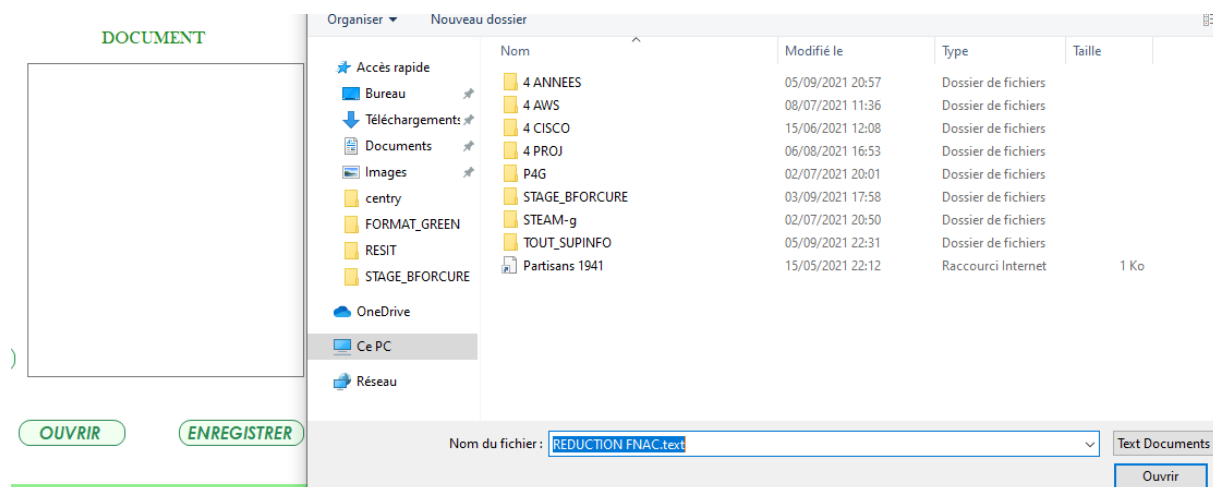 Organiser Nouveau dossier
DOCUMENT
Nom Modifié le Type Taille
Accès rapide
Bureau
Téléchargements
Documents
Images
centry
FORMAT_GREEN
RESIT
STAGE_BFORCURE
OneDrive
Ce PC
Réseau
4 ANNEES 05/09/2021 20:57 Dossier de fichiers
4 AWS 08/07/2021 11:36 Dossier de fichiers
4 CISCO 15/06/2021 12:08 Dossier de fichiers
4 PROJ 06/08/2021 16:53 Dossier de fichiers
P4G 02/07/2021 20:01 Dossier de fichiers
STAGE_BFORCURE 03/09/2021 17:58 Dossier de fichiers
STEAM-g 02/07/2021 20:50 Dossier de fichiers
TOUT_SUPINFO 05/09/2021 22:31 Dossier de fichiers
Partisans 1941 15/05/2021 22:12 Raccourci Internet 1 Ko
OUVRIR ENREGISTRER
Nom du fichier : REDUCTION FNAC.text Text Documents
Ouvrir